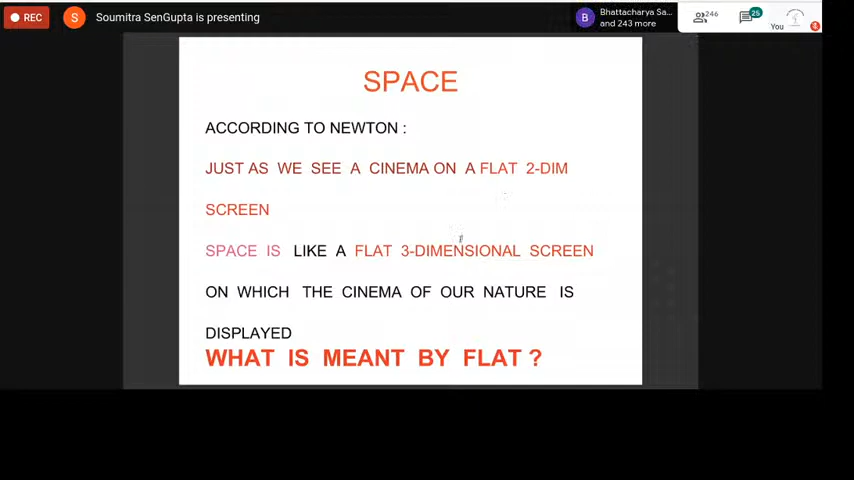 REC
S
Soumitra SenGupta is presenting
B
Bhattacharya Sa...
and 243 more
246
25
You
SPACE
ACCORDING TO NEWTON :
JUST AS WE SEE A CINEMA ON A FLAT 2-DIM
SCREEN
SPACE IS LIKE A FLAT 3-DIMENSIONAL SCREEN
ON WHICH THE CINEMA OF OUR NATURE IS
DISPLAYED
WHAT IS MEANT BY FLAT ?